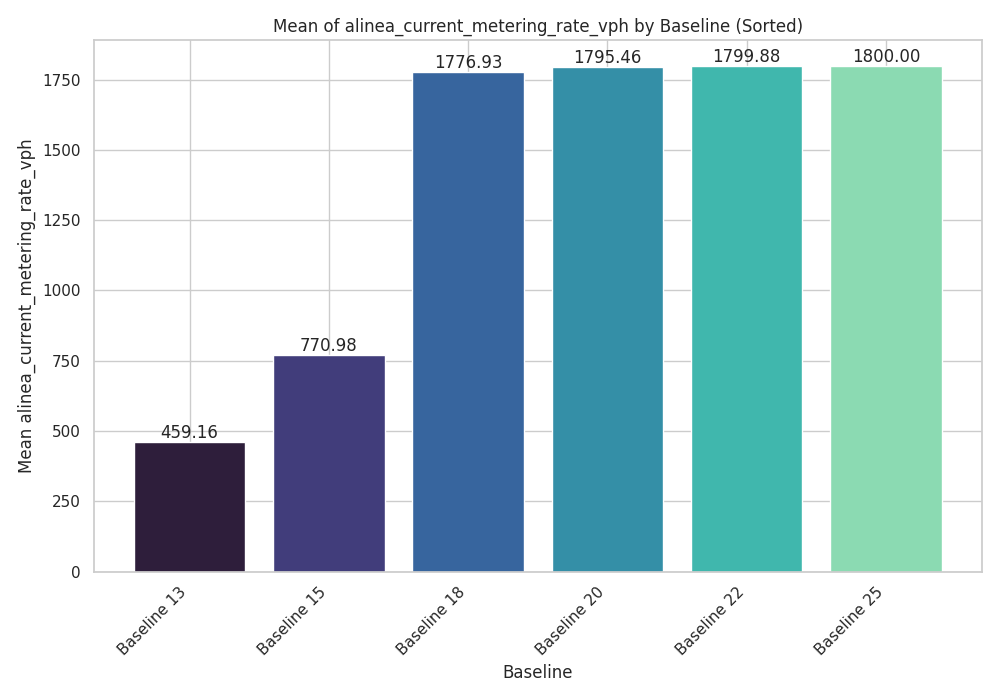 Mean of alinea_current_metering_rate_vph by Baseline (Sorted)
Mean alinea_current_metering_rate_vph
1750
1500
1250
1000
750
500
250
0
459.16
770.98
1776.93
1795.46
1799.88
1800.00
Baseline 13
Baseline 15
Baseline 18
Baseline 20
Baseline 22
Baseline 25
Baseline